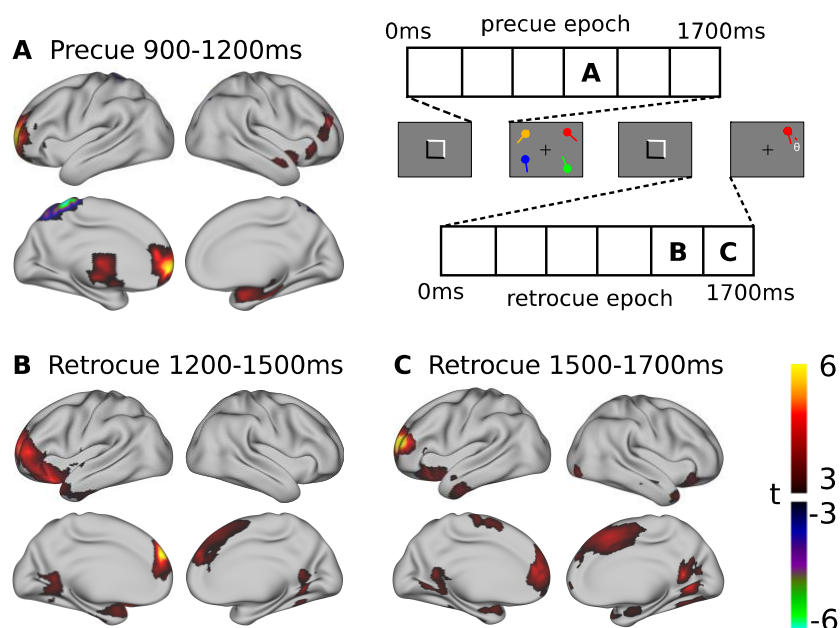 A Precue 900-1200ms
0ms precue epoch 1700ms
A
θ
B C
0ms retrocue epoch 1700ms
B Retrocue 1200-1500ms
C Retrocue 1500-1700ms
6
3
t
-3
-6